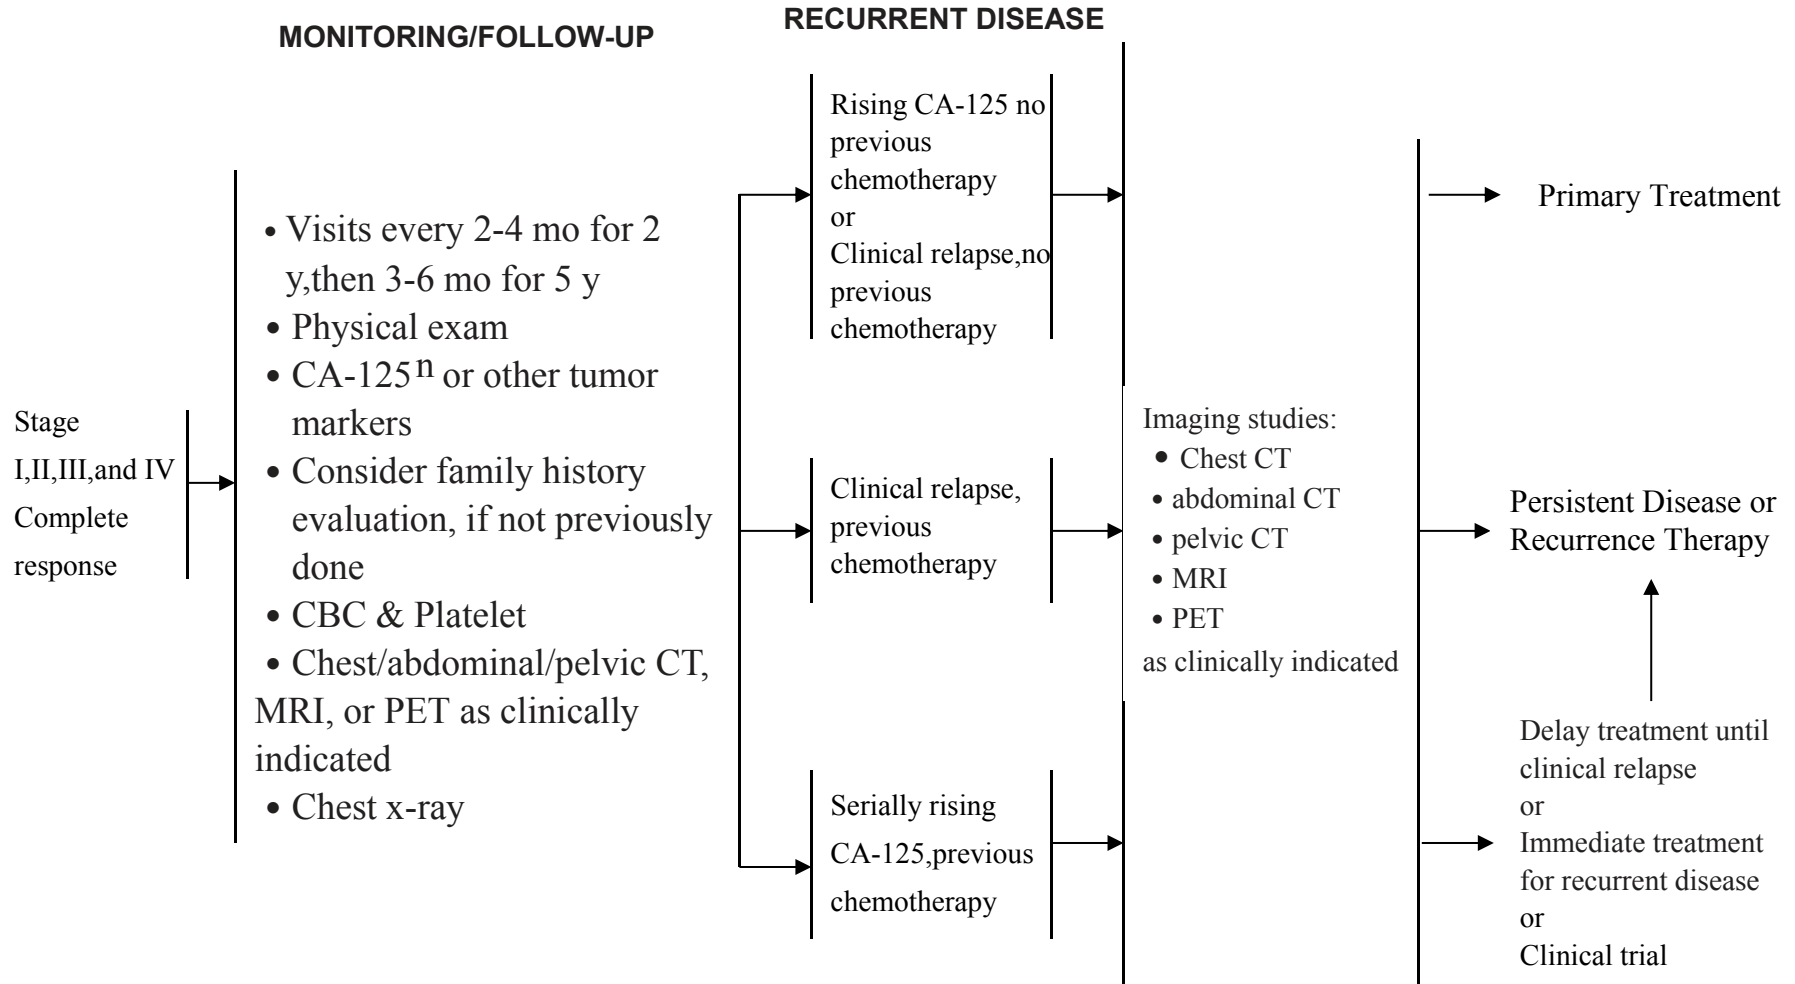 MONITORING/FOLLOW-UP
RECURRENT DISEASE
Stage
I,II,III,and IV
Complete
response
• Visits every 2-4 mo for 2
y,then 3-6 mo for 5 y
• Physical exam
• CA-125ⁿ or other tumor
markers
• Consider family history
evaluation, if not previously
done
• CBC & Platelet
• Chest/abdominal/pelvic CT,
MRI, or PET as clinically
indicated
• Chest x-ray
Rising CA-125 no
previous
chemotherapy
or
Clinical relapse,no
previous
chemotherapy
Clinical relapse,
previous
chemotherapy
Serially rising
CA-125,previous
chemotherapy
Imaging studies:
• Chest CT
• abdominal CT
• pelvic CT
• MRI
• PET
as clinically indicated
Primary Treatment
Persistent Disease or
Recurrence Therapy
Delay treatment until
clinical relapse
or
Immediate treatment
for recurrent disease
or
Clinical trial